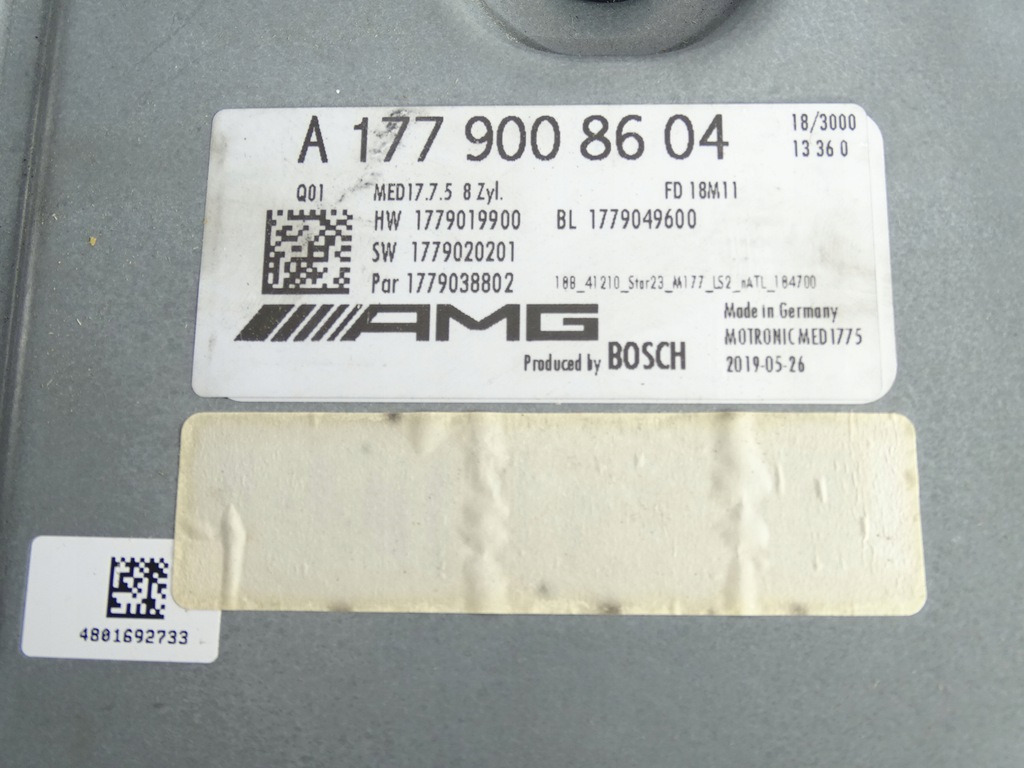 A 177 900 86 04
18/3000
13 36 0
Q01 MED17.7.5 8 Zyl. FD 18M11
HW 1779019900 BL 1779049600
SW 1779020201
Par 1779038802 18B_41210_Star23_M177_LS2_nATL_184700
AMG
Made in Germany
MOTRONIC MED1775
Produced by BOSCH
2019-05-26
4801692733